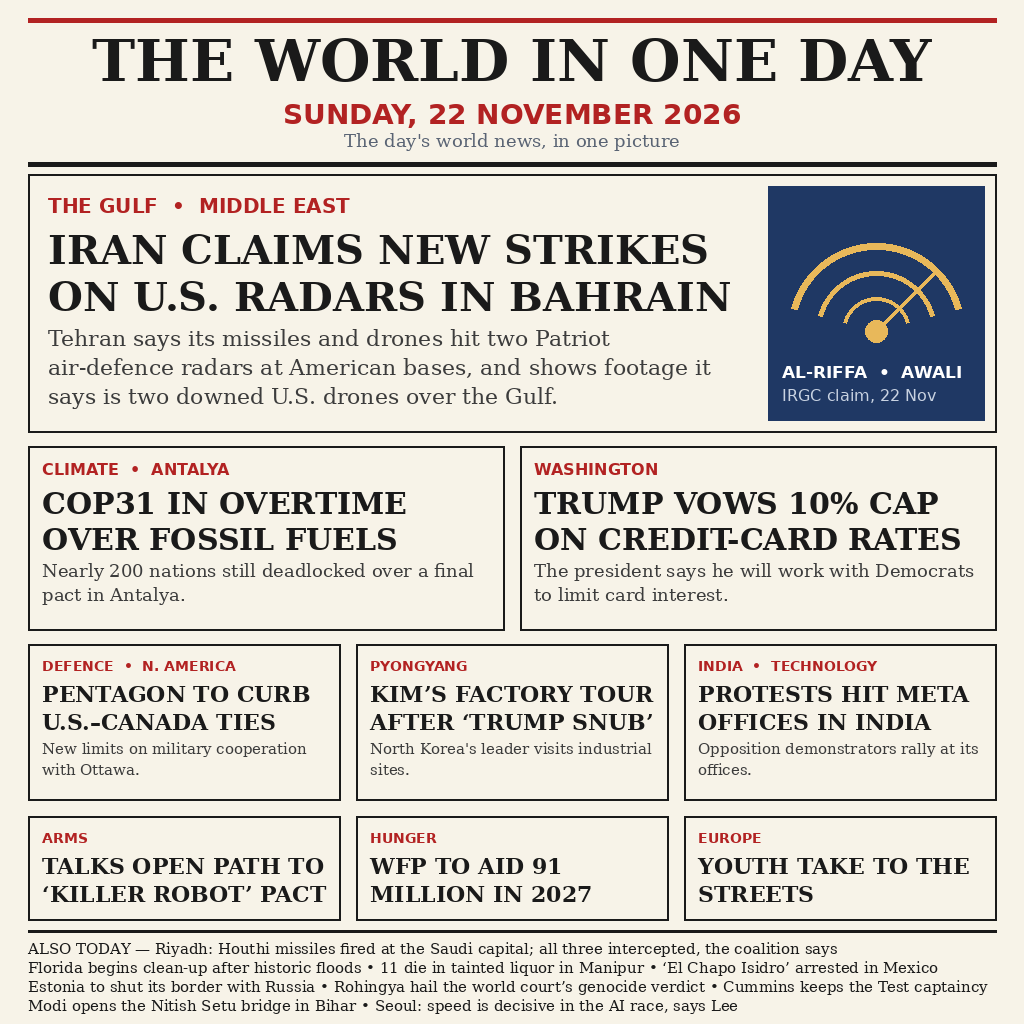 THE WORLD IN ONE DAY
SUNDAY, 22 NOVEMBER 2026
The day's world news, in one picture
THE GULF • MIDDLE EAST
IRAN CLAIMS NEW STRIKES
ON U.S. RADARS IN BAHRAIN
Tehran says its missiles and drones hit two Patriot
air-defence radars at American bases, and shows footage it
says is two downed U.S. drones over the Gulf.
AL-RIFFA • AWALI
IRGC claim, 22 Nov
CLIMATE • ANTALYA
COP31 IN OVERTIME
OVER FOSSIL FUELS
Nearly 200 nations still deadlocked over a final
pact in Antalya.
WASHINGTON
TRUMP VOWS 10% CAP
ON CREDIT-CARD RATES
The president says he will work with Democrats
to limit card interest.
DEFENCE • N. AMERICA
PENTAGON TO CURB
U.S.–CANADA TIES
New limits on military cooperation
with Ottawa.
PYONGYANG
KIM’S FACTORY TOUR
AFTER ‘TRUMP SNUB’
North Korea's leader visits industrial
sites.
INDIA • TECHNOLOGY
PROTESTS HIT META
OFFICES IN INDIA
Opposition demonstrators rally at its
offices.
ARMS
TALKS OPEN PATH TO
‘KILLER ROBOT’ PACT
HUNGER
WFP TO AID 91
MILLION IN 2027
EUROPE
YOUTH TAKE TO THE
STREETS
ALSO TODAY — Riyadh: Houthi missiles fired at the Saudi capital; all three intercepted, the coalition says
Florida begins clean-up after historic floods • 11 die in tainted liquor in Manipur • ‘El Chapo Isidro’ arrested in Mexico
Estonia to shut its border with Russia • Rohingya hail the world court’s genocide verdict • Cummins keeps the Test captaincy
Modi opens the Nitish Setu bridge in Bihar • Seoul: speed is decisive in the AI race, says Lee